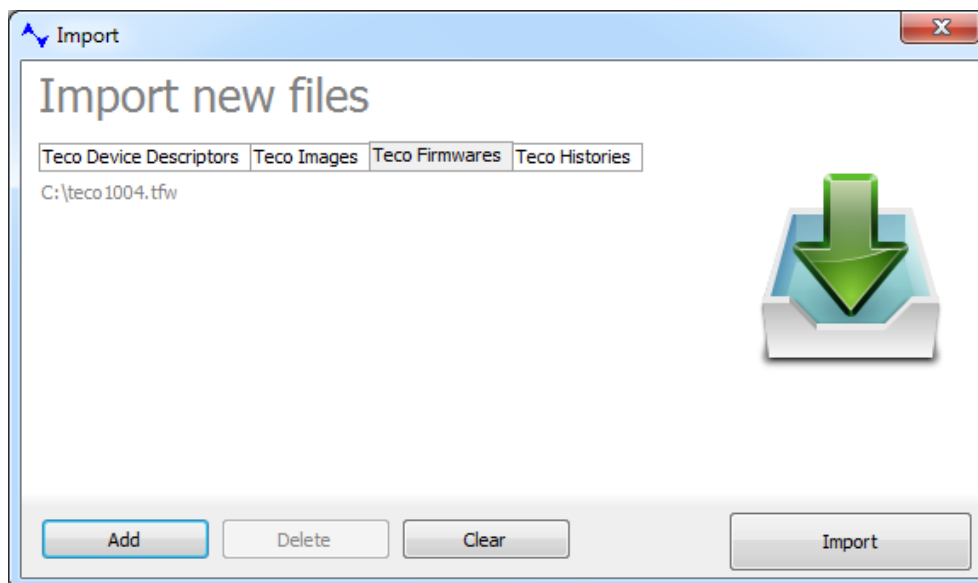 Import
X
Import new files
Teco Device Descriptors Teco Images Teco Firmwares Teco Histories
C:\teco1004.tfw
Add Delete Clear Import